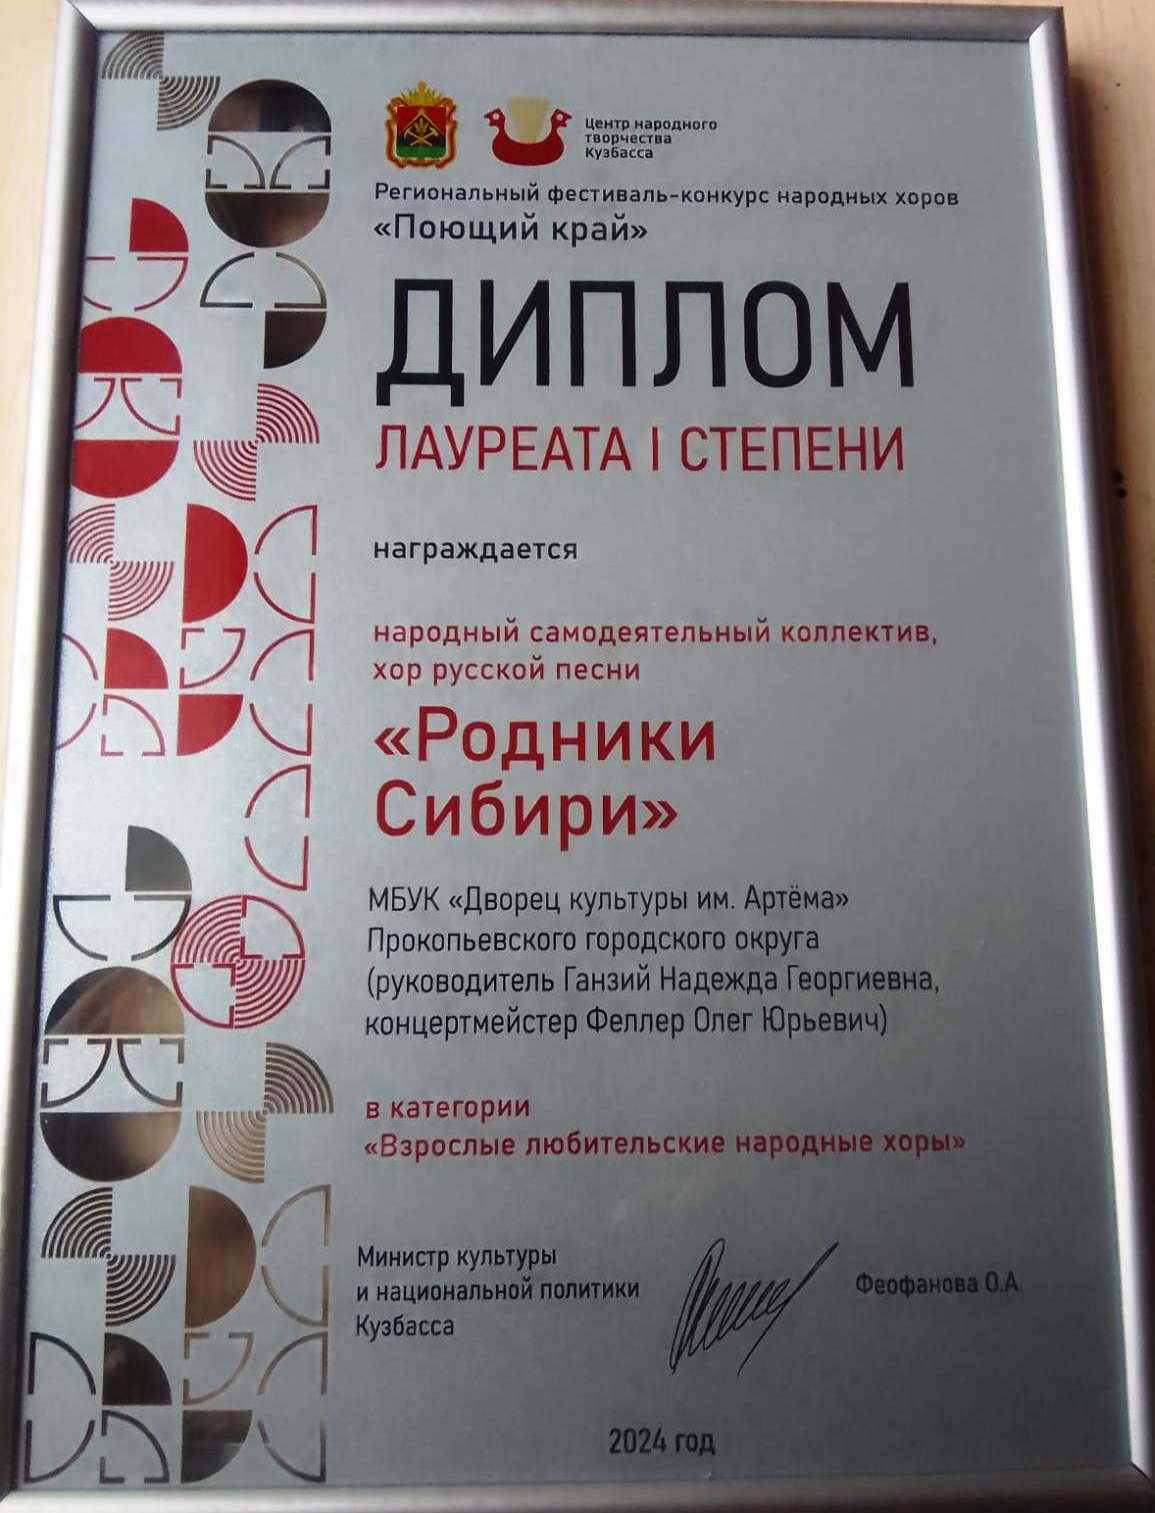 Центр народного
творчества
Кузбасса
Региональный фестиваль-конкурс народных хоров
«Поющий край»
ДИПЛОМ
ЛАУРЕАТА I СТЕПЕНИ
награждается
народный самодеятельный коллектив,
хор русской песни
«Родники
Сибири»
МБУК «Дворец культуры им. Артёма»
Прокопьевского городского округа
(руководитель Ганзий Надежда Георгиевна,
концертмейстер Феллер Олег Юрьевич)
в категории
«Взрослые любительские народные хоры»
Министр культуры
и национальной политики
Кузбасса
Феофанова О.А.
2024 год